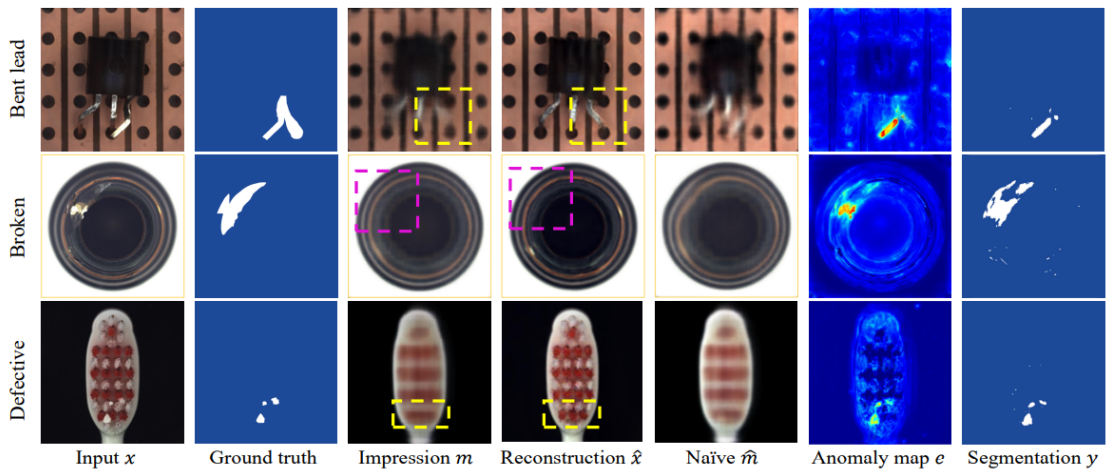 Bent lead
Broken
Defective
Input x
Ground truth
Impression m
Reconstruction x̂
Naïve m̂
Anomaly map e
Segmentation y